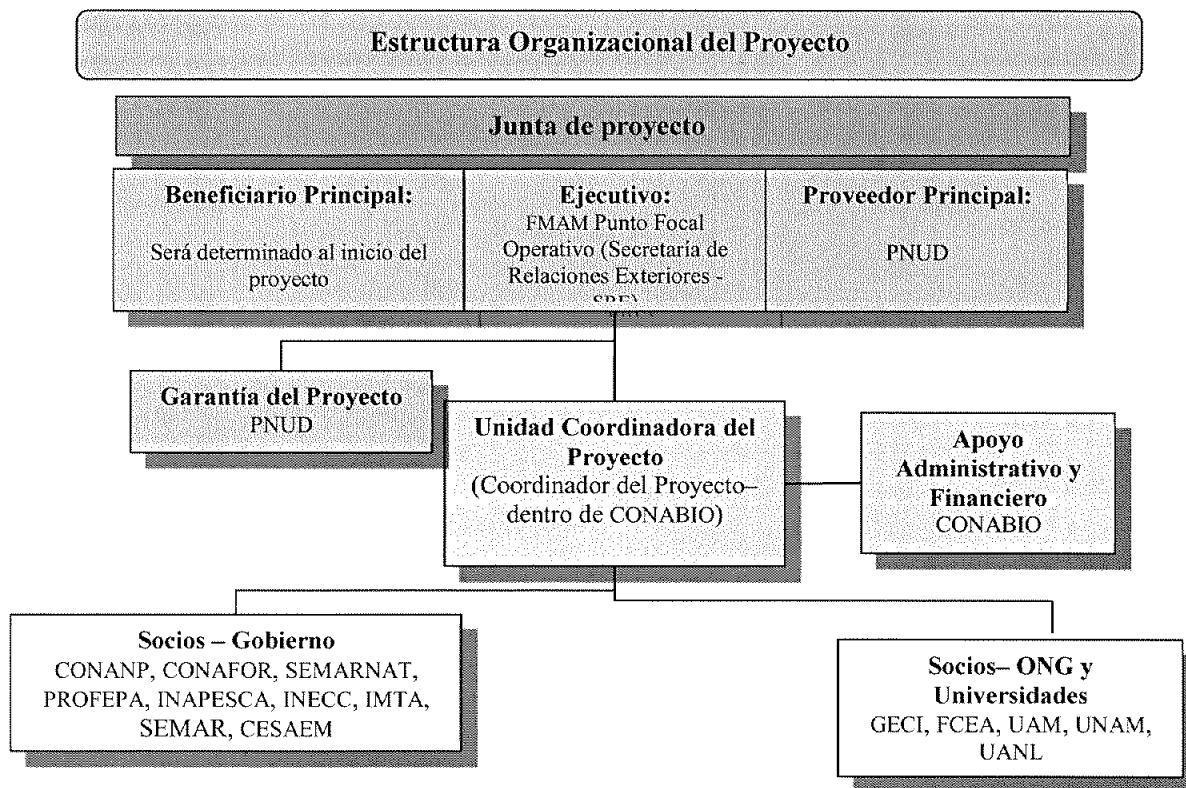 Estructura Organizacional del Proyecto
Junta de proyecto
Beneficiario Principal:
Será determinado al inicio del
proyecto
Ejecutivo:
FMAM Punto Focal
Operativo (Secretaría de
Relaciones Exteriores -
SRE)
Proveedor Principal:
PNUD
Garantía del Proyecto
PNUD
Unidad Coordinadora del
Proyecto
(Coordinador del Proyecto–
dentro de CONABIO)
Apoyo
Administrativo y
Financiero
CONABIO
Socios – Gobierno
CONANP, CONAFOR, SEMARNAT,
PROFEPA, INAPESCA, INECC, IMTA,
SEMAR, CESAEM
Socios– ONG y
Universidades
GECI, FCEA, UAM, UNAM,
UANL